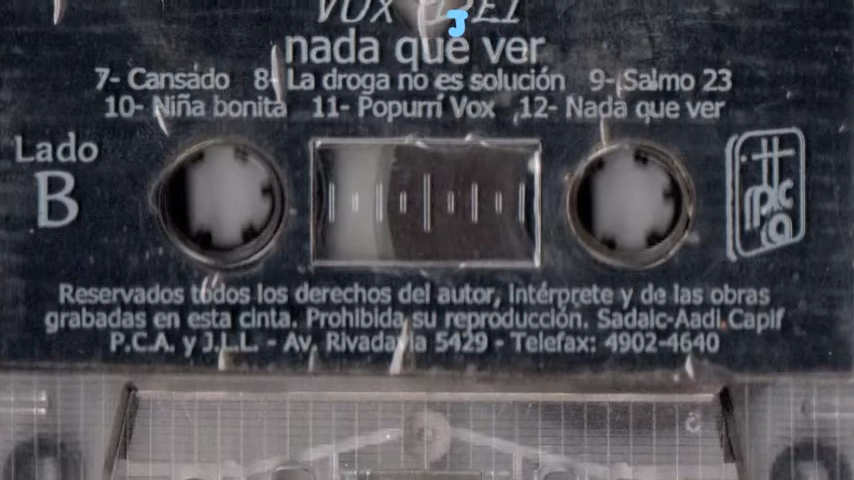 VOX DEI
nada que ver
7- Cansado 8- La droga no es solución 9- Salmo 23
10- Niña bonita 11- Popurrí Vox 12- Nada que ver
Lado
B
Reservados todos los derechos del autor, intérprete y de las obras
grabadas en esta cinta. Prohibida su reproducción. Sadaic-Aadi Capif
P.C.A. y J.L.L. - Av. Rivadavia 5429 - Telefax: 4902-4640